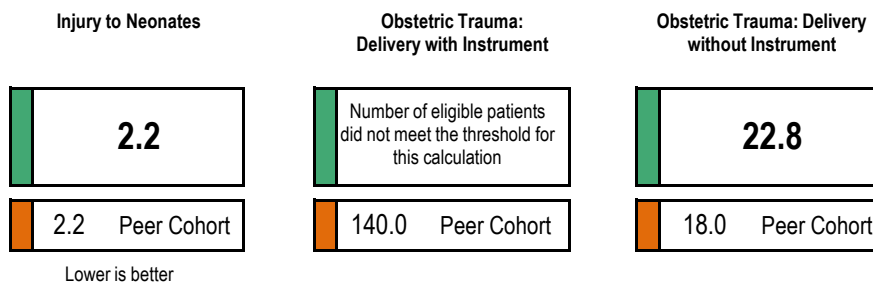 Injury to Neonates
2.2
2.2 Peer Cohort
Lower is better
Obstetric Trauma:
Delivery with Instrument
Number of eligible patients
did not meet the threshold for
this calculation
140.0 Peer Cohort
Obstetric Trauma: Delivery
without Instrument
22.8
18.0 Peer Cohort